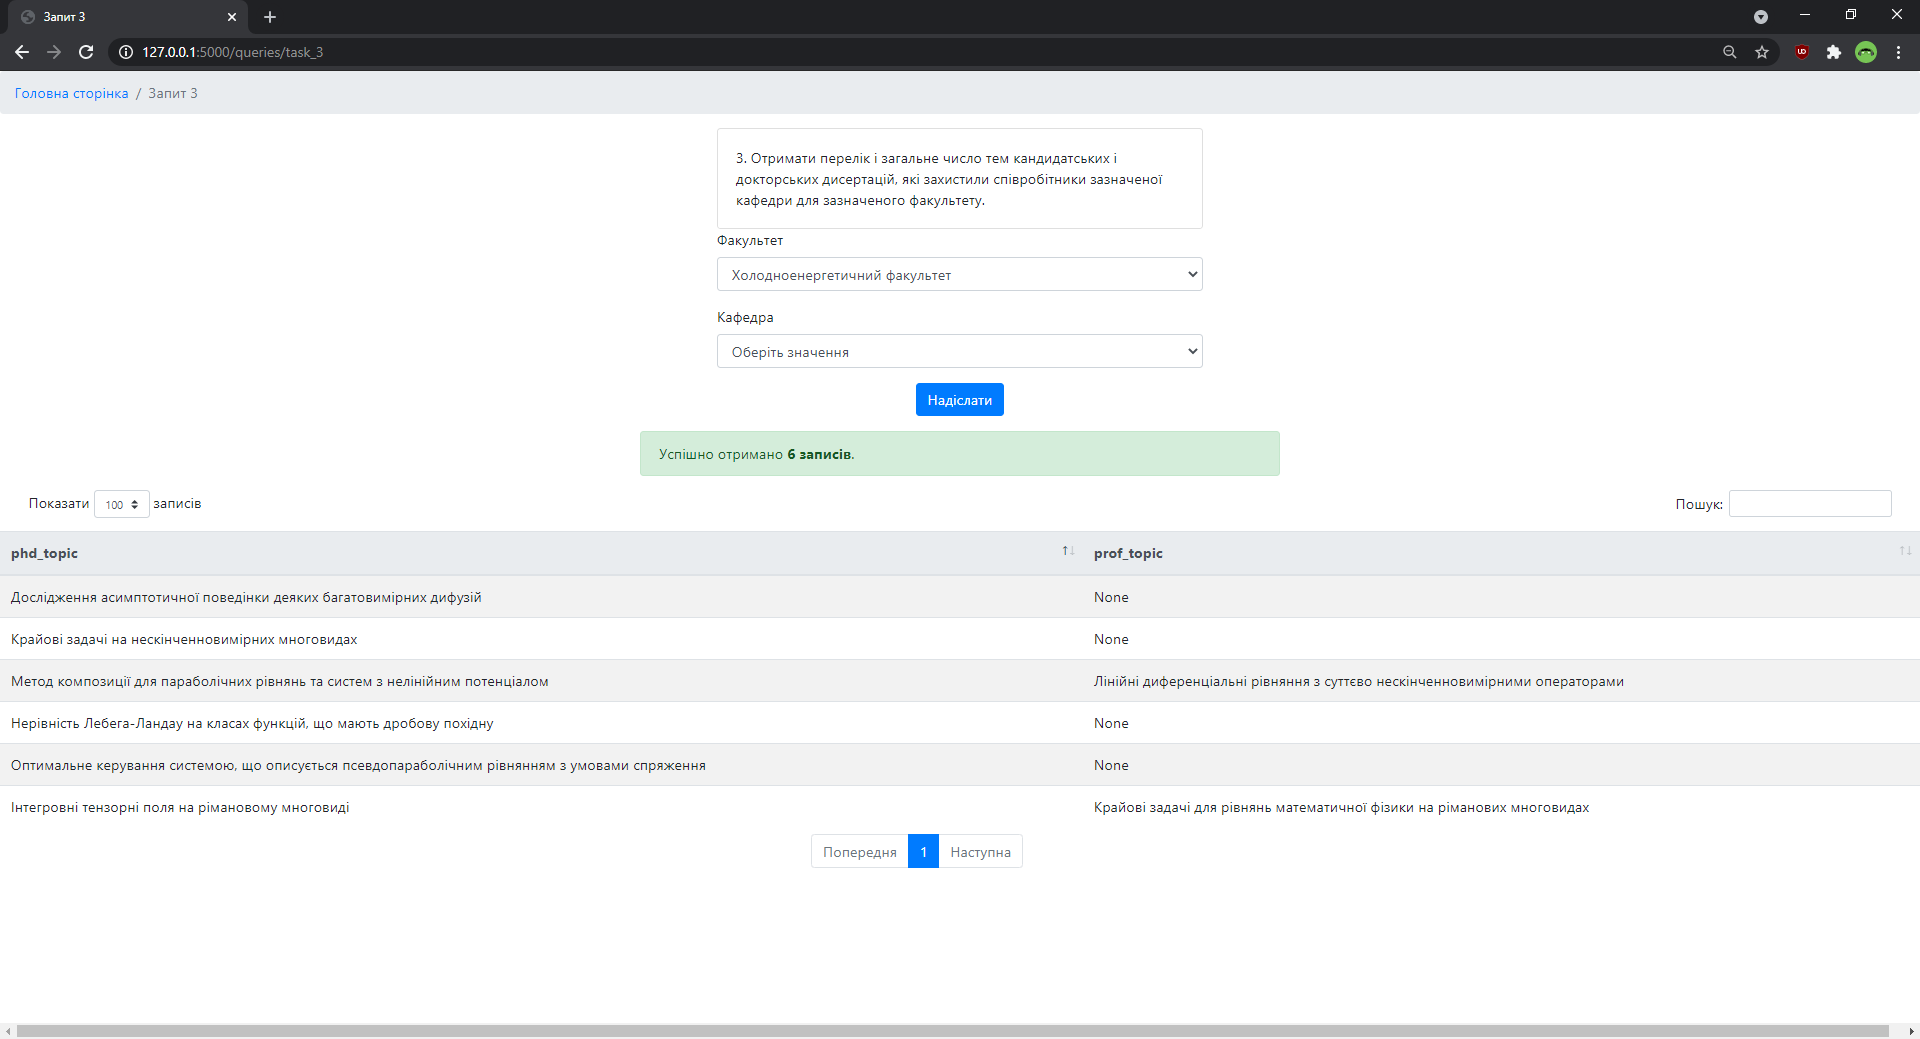 Запит 3
127.0.0.1:5000/queries/task_3
Головна сторінка / Запит 3
3. Отримати перелік і загальне число тем кандидатських і
докторських дисертацій, які захистили співробітники зазначеної
кафедри для зазначеного факультету.
Факультет
Холодноенергетичний факультет
Кафедра
Оберіть значення
Надіслати
Успішно отримано 6 записів.
Показати 100 записів
Пошук:
phd_topic prof_topic
Дослідження асимптотичної поведінки деяких багатовимірних дифузій None
Крайові задачі на нескінченновимірних многовидах None
Метод композиції для параболічних рівнянь та систем з нелінійним потенціалом Лінійні диференціальні рівняння з суттєво нескінченновимірними операторами
Нерівність Лебега-Ландау на класах функцій, що мають дробову похідну None
Оптимальне керування системою, що описується псевдопараболічним рівнянням з умовами спряження None
Інтегровні тензорні поля на рімановому многовиді Крайові задачі для рівнянь математичної фізики на ріманових многовидах
Попередня 1 Наступна